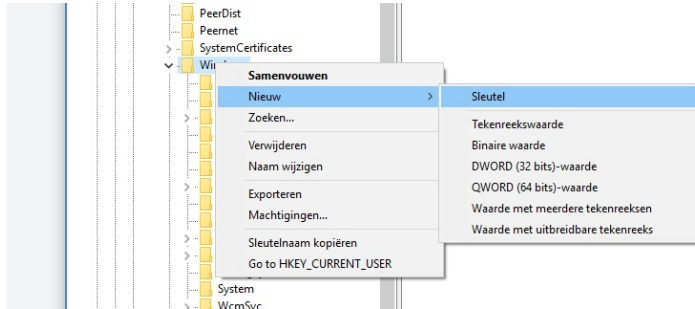 PeerDist
Peernet
SystemCertificates
Samenvouwen
Nieuw
Zoeken...
Verwijderen
Naam wijzigen
Exporteren
Machtigingen...
Sleutelnaam kopiëren
Go to HKEY_CURRENT_USER
Sleutel
Tekenreekswaarde
Binaire waarde
DWORD (32 bits)-waarde
QWORD (64 bits)-waarde
Waarde met meerdere tekenreeksen
Waarde met uitbreidbare tekenreeks
System
WcmSvc